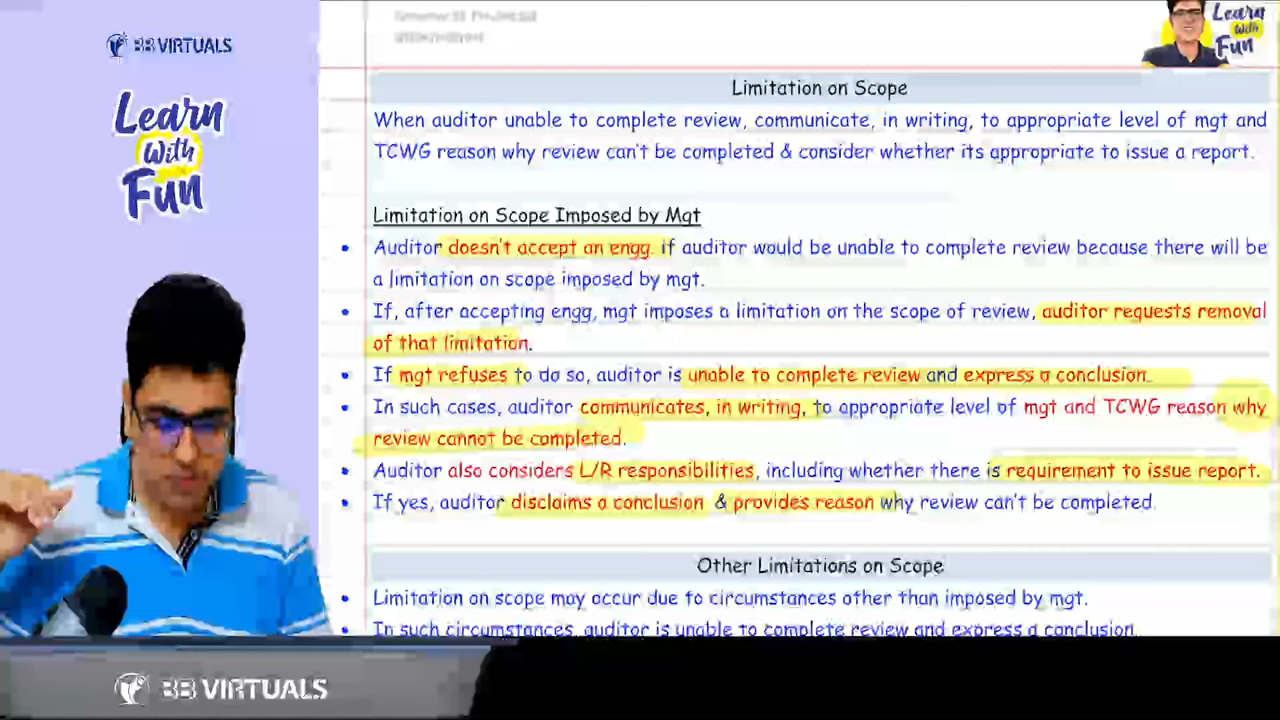 BB VIRTUALS
Learn
With
Fun
Learn
With
Fun
Limitation on Scope
When auditor unable to complete review, communicate, in writing, to appropriate level of mgt and
TCWG reason why review can't be completed & consider whether its appropriate to issue a report.
Limitation on Scope Imposed by Mgt
• Auditor doesn't accept an engg. if auditor would be unable to complete review because there will be
a limitation on scope imposed by mgt.
• If, after accepting engg, mgt imposes a limitation on the scope of review, auditor requests removal
of that limitation.
• If mgt refuses to do so, auditor is unable to complete review and express a conclusion.
• In such cases, auditor communicates, in writing, to appropriate level of mgt and TCWG reason why
review cannot be completed.
• Auditor also considers L/R responsibilities, including whether there is requirement to issue report.
• If yes, auditor disclaims a conclusion & provides reason why review can't be completed.
Other Limitations on Scope
• Limitation on scope may occur due to circumstances other than imposed by mgt.
• In such circumstances, auditor is unable to complete review and express a conclusion.
BB VIRTUALS